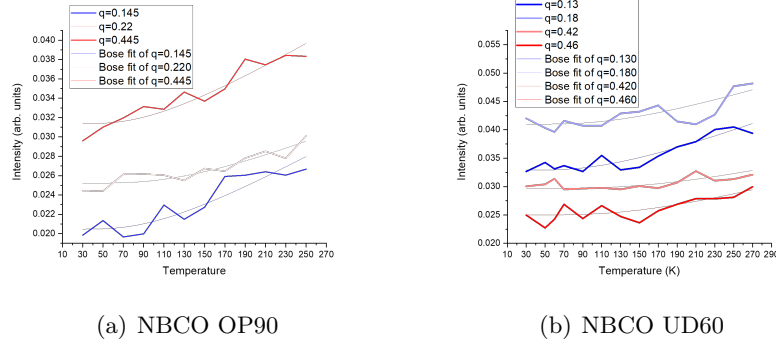 q=0.145
q=0.22
q=0.445
Bose fit of q=0.145
Bose fit of q=0.220
Bose fit of q=0.445
0.040
0.038
0.036
0.034
0.032
0.030
0.028
0.026
0.024
0.022
0.020
Intensity (arb. units)
10 30 50 70 90 110 130 150 170 190 210 230 250 270
Temperature
(a) NBCO OP90
q=0.13
q=0.18
q=0.42
q=0.46
Bose fit of q=0.130
Bose fit of q=0.180
Bose fit of q=0.420
Bose fit of q=0.460
0.055
0.050
0.045
0.040
0.035
0.030
0.025
0.020
Intensity (arb. units)
10 30 50 70 90 110 130 150 170 190 210 230 250 270 290
Temperature (K)
(b) NBCO UD60